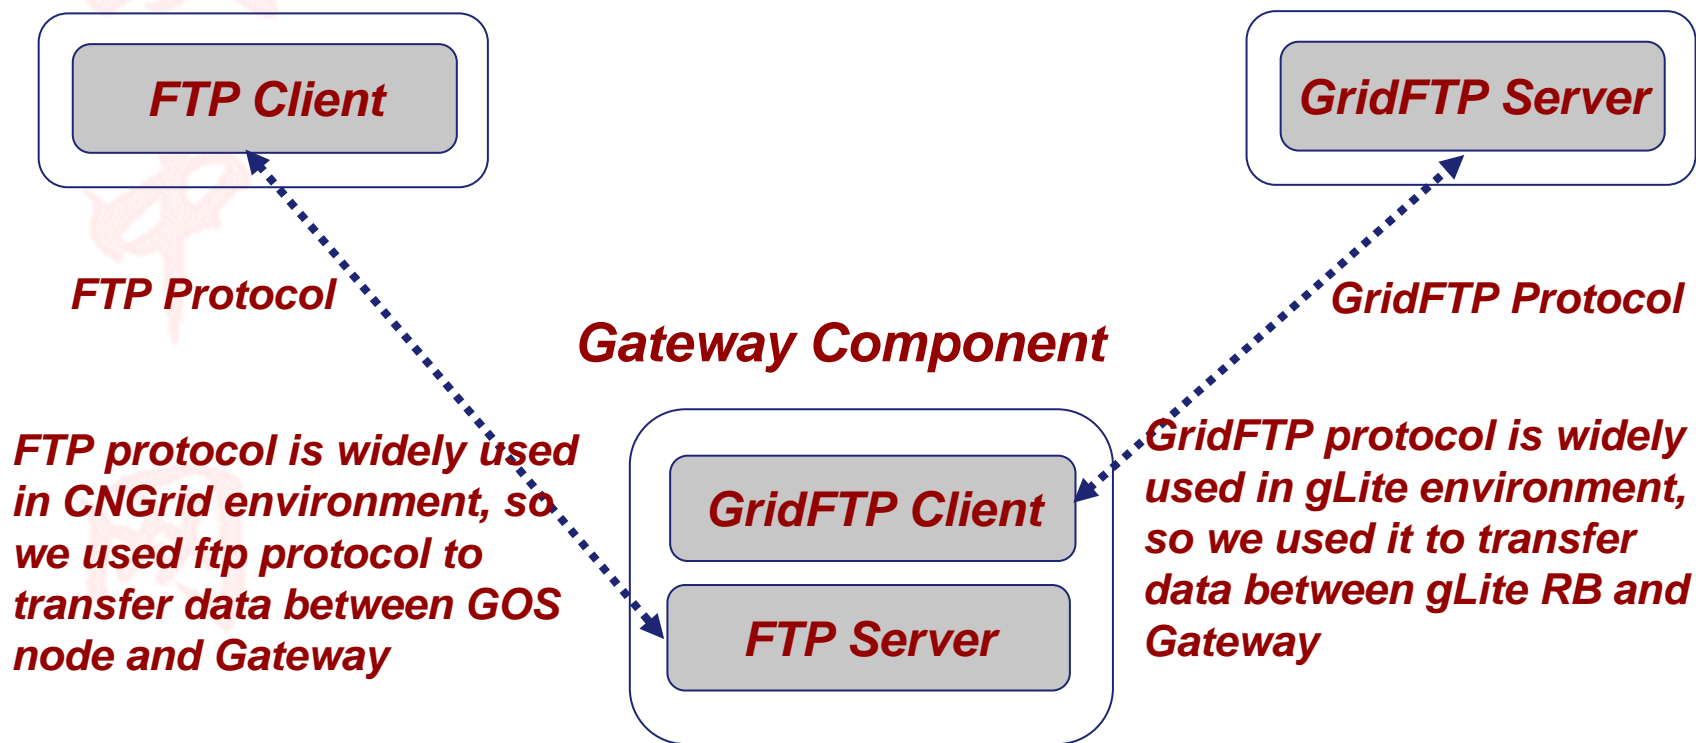 FTP Client
GridFTP Server
FTP Protocol
GridFTP Protocol
Gateway Component
FTP protocol is widely used
in CNGrid environment, so
we used ftp protocol to
transfer data between GOS
node and Gateway
GridFTP Client
FTP Server
GridFTP protocol is widely
used in gLite environment,
so we used it to transfer
data between gLite RB and
Gateway